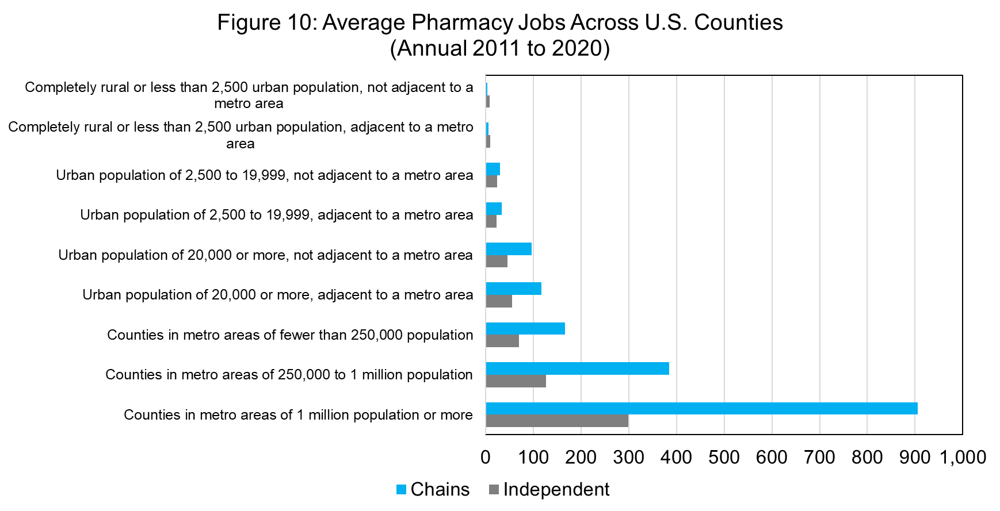 Figure 10: Average Pharmacy Jobs Across U.S. Counties
(Annual 2011 to 2020)
Completely rural or less than 2,500 urban population, not adjacent to a
metro area
Completely rural or less than 2,500 urban population, adjacent to a metro
area
Urban population of 2,500 to 19,999, not adjacent to a metro area
Urban population of 2,500 to 19,999, adjacent to a metro area
Urban population of 20,000 or more, not adjacent to a metro area
Urban population of 20,000 or more, adjacent to a metro area
Counties in metro areas of fewer than 250,000 population
Counties in metro areas of 250,000 to 1 million population
Counties in metro areas of 1 million population or more
0 100 200 300 400 500 600 700 800 900 1,000
Chains Independent